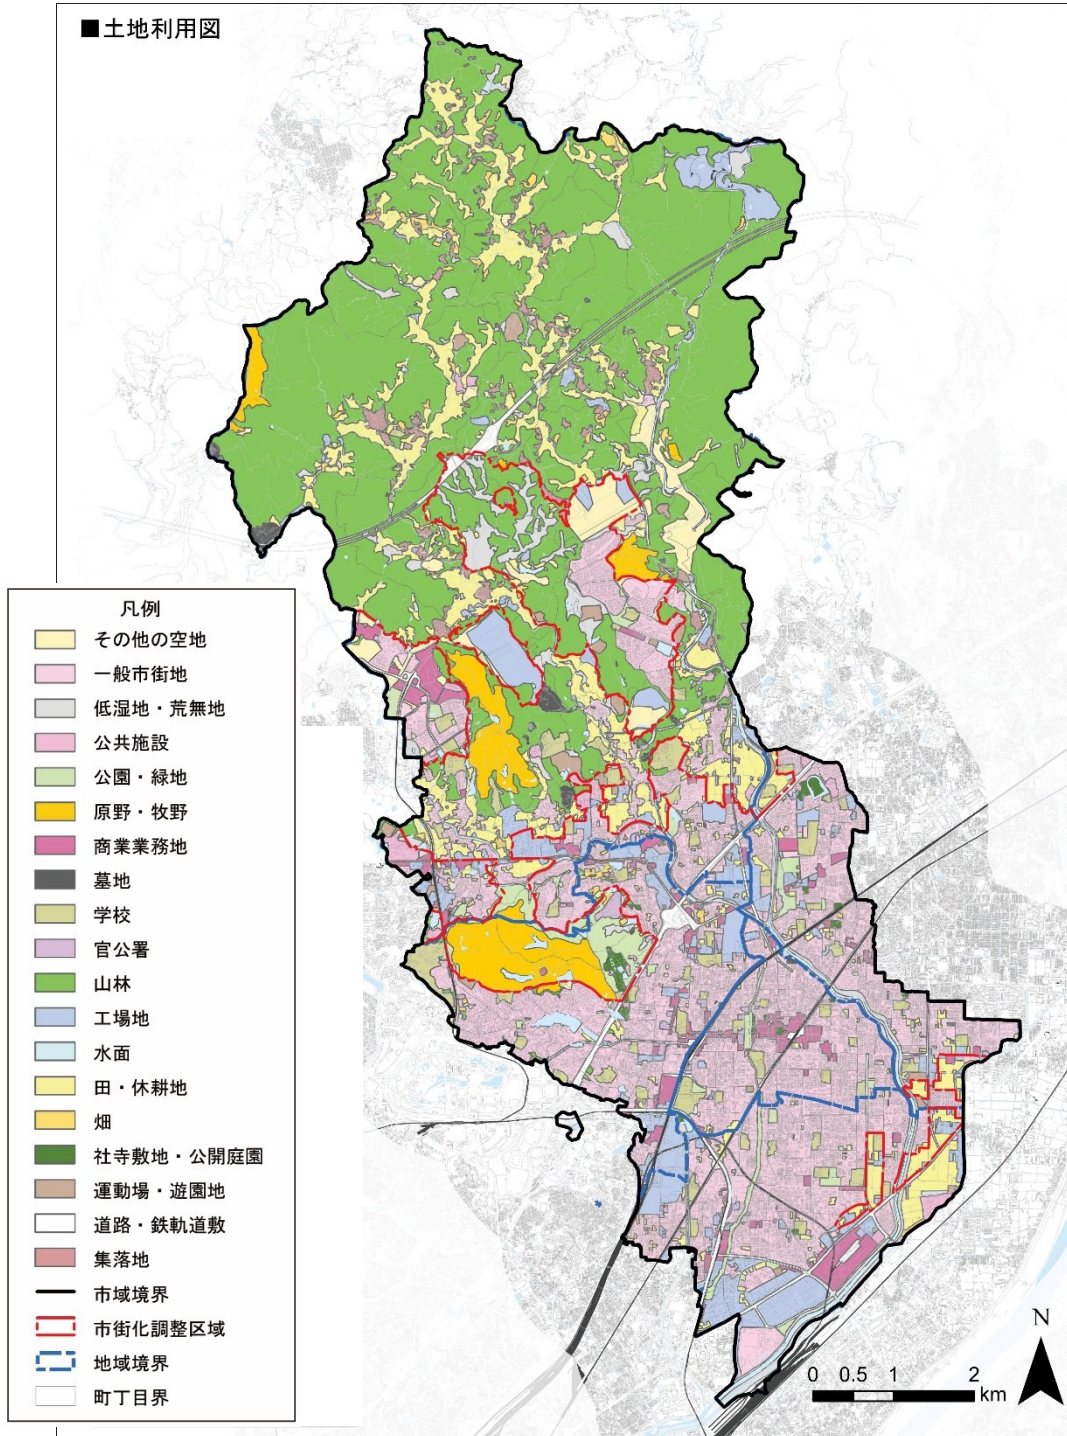 ■土地利用図
凡例
その他の空地
一般市街地
低湿地・荒無地
公共施設
公園・緑地
原野・牧野
商業業務地
墓地
学校
官公署
山林
工場地
水面
田・休耕地
畑
社寺敷地・公開庭園
運動場・遊園地
道路・鉄軌道敷
集落地
市域境界
市街化調整区域
地域境界
町丁目界
N
0 0.5 1 2
km